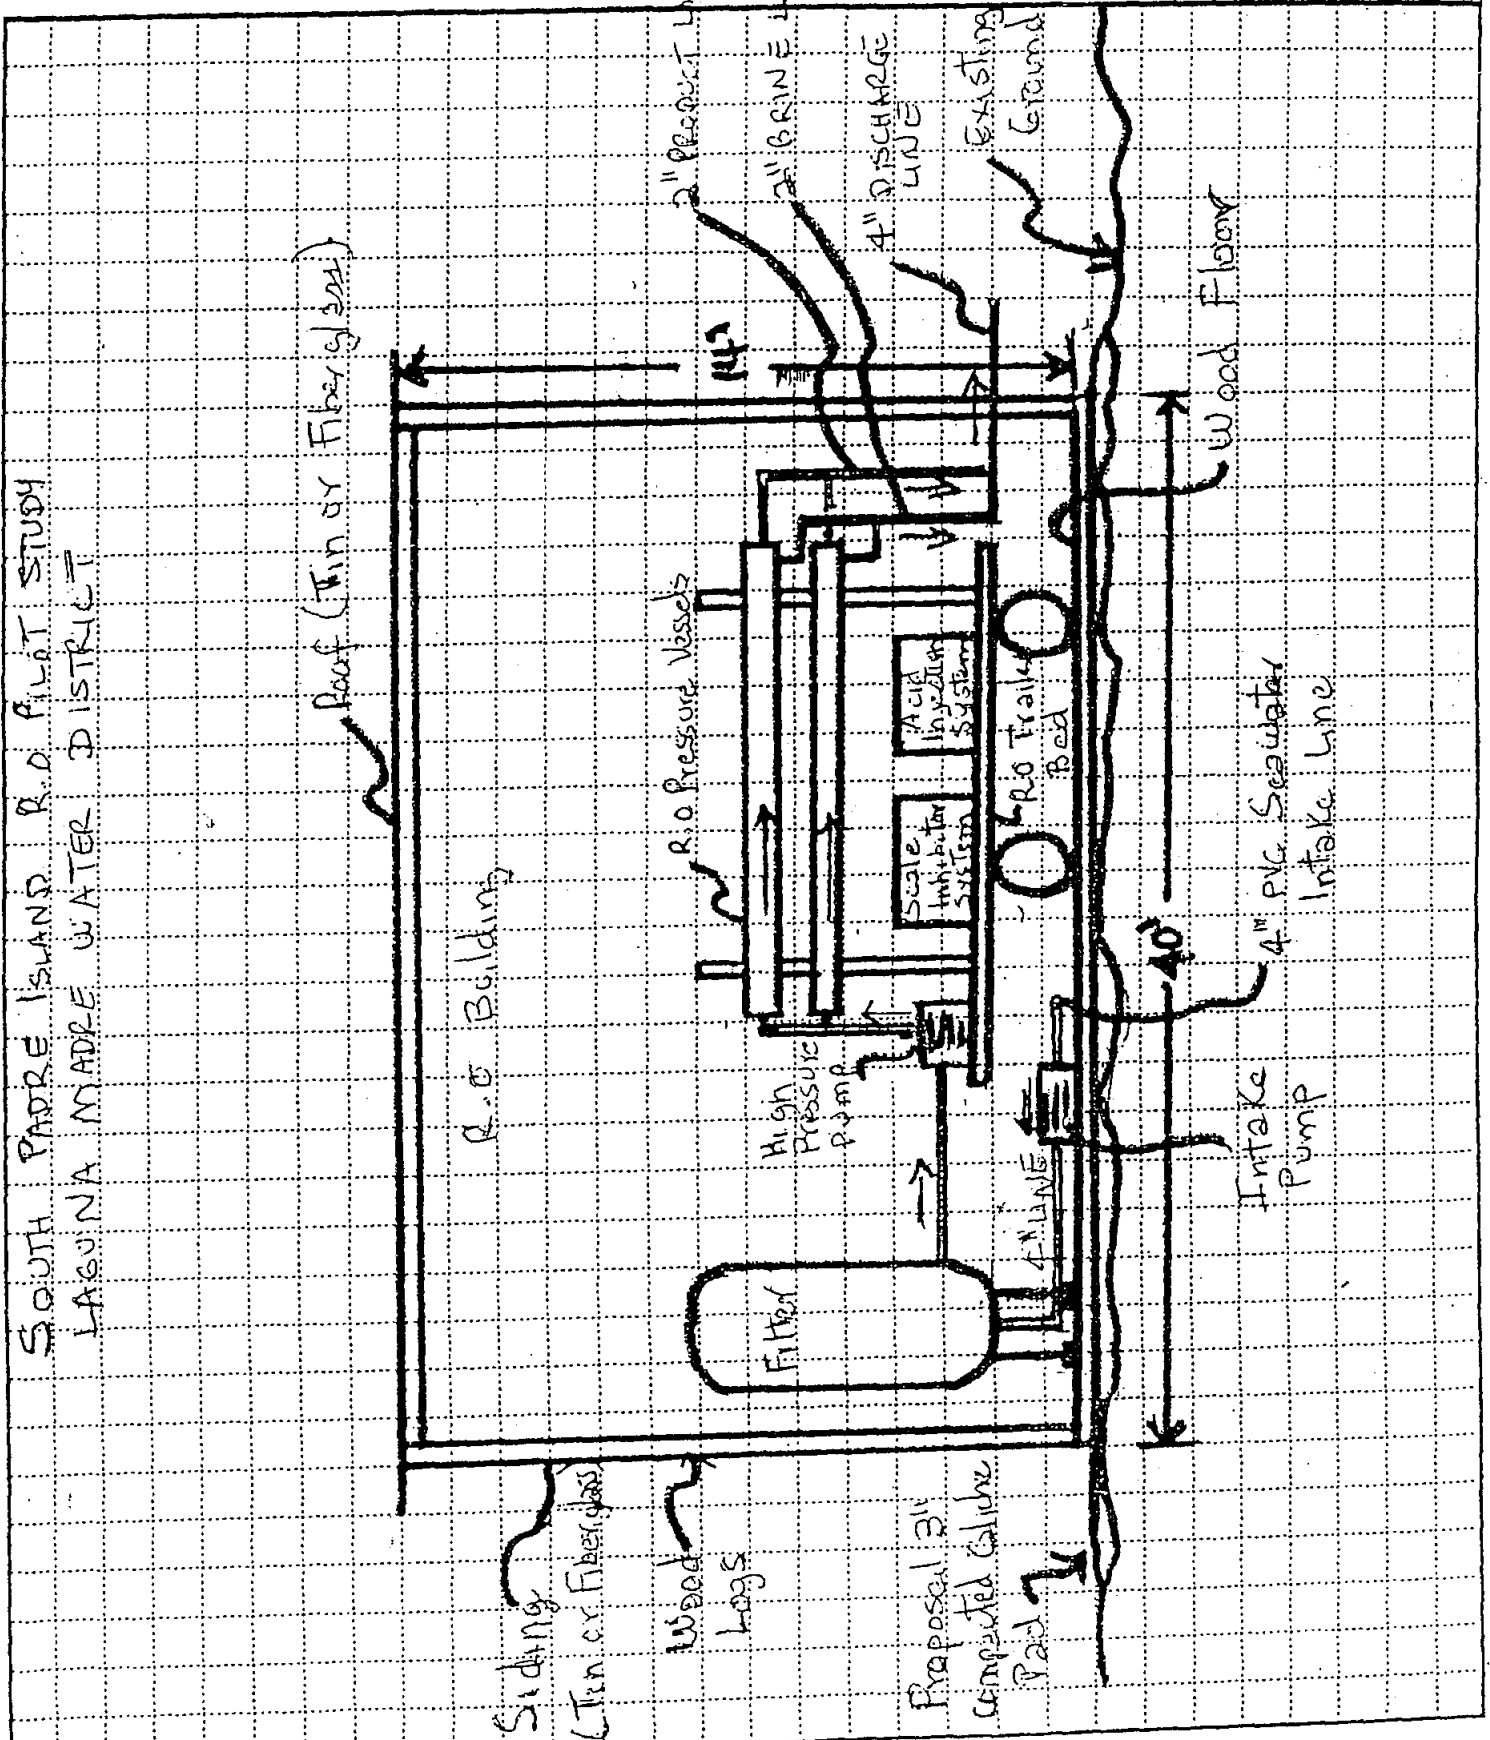 SOUTH PADRE ISLAND R.O PILOT STUDY
LAGUNA MADRE WATER DISTRICT
Roof (Tin or Fiberglass)
R.O Building
Siding
(Tin or Fiberglass)
Wood
Logs
R.O Pressure Vessels
2" PRODUCT
2" BRINE
4" DISCHARGE
LINE
Existing
Ground
14'
High
Pressure
Pump
Filter
Scale
Inhibitor
System
Acid
Injection
System
RO Trailer
Bed
4" LINE
Proposal 3"
Compacted Caliche
Pad
40'
Wood Floor
4" PVC Seawater
Intake Line
Intake
Pump